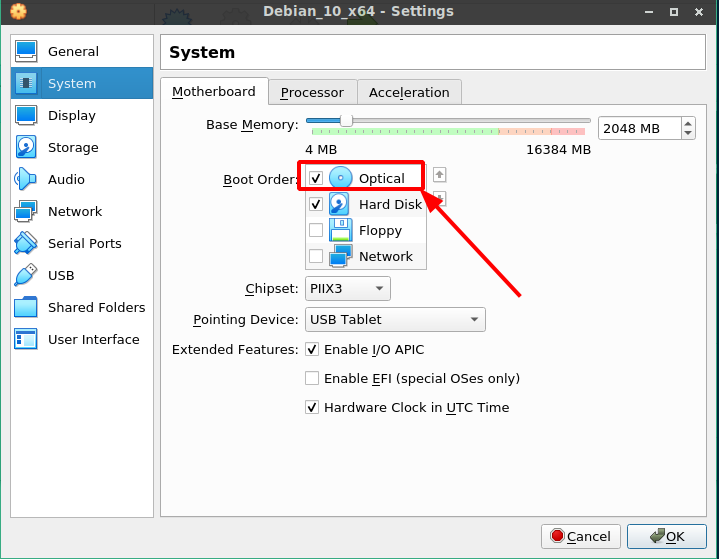 Debian_10_x64 - Settings
General
System
Display
Storage
Audio
Network
Serial Ports
USB
Shared Folders
User Interface
System
Motherboard Processor Acceleration
Base Memory: 2048 MB
4 MB 16384 MB
Boot Order: Optical
Hard Disk
Floppy
Network
Chipset: PIIX3
Pointing Device: USB Tablet
Extended Features: Enable I/O APIC
Enable EFI (special OSes only)
Hardware Clock in UTC Time
Cancel OK